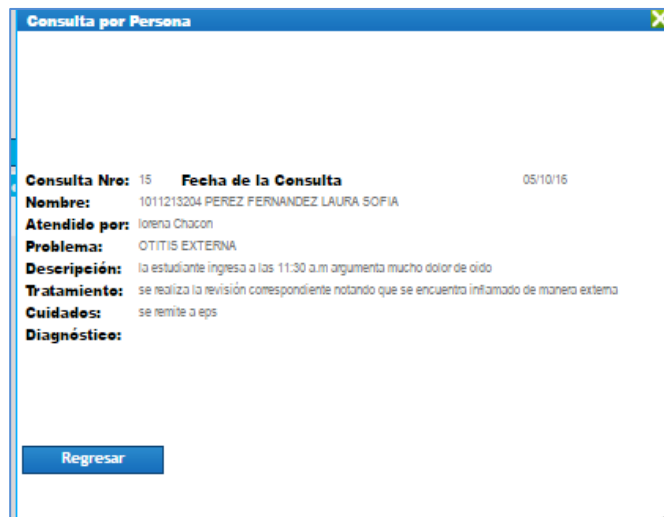 Consulta por Persona
Consulta Nro: 15 Fecha de la Consulta 05/10/16
Nombre: 1011213204 PEREZ FERNANDEZ LAURA SOFIA
Atendido por: lorena Chacon
Problema: OTITIS EXTERNA
Descripción: la estudiante ingresa a las 11:30 a.m argumenta mucho dolor de oido
Tratamiento: se realiza la revisión correspondiente notando que se encuentra inflamado de manera externa
Cuidados: se remite a eps
Diagnóstico:
Regresar